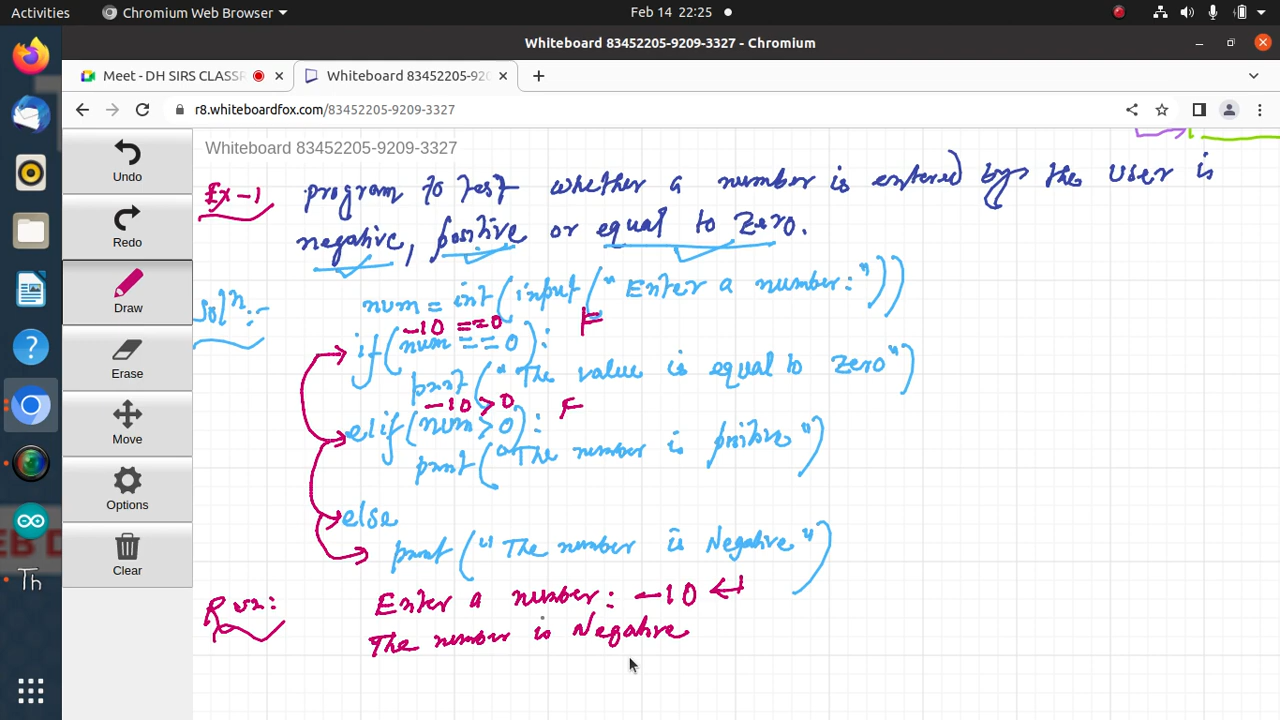 Activities
Chromium Web Browser
Feb 14 22:25
Whiteboard 83452205-9209-3327 - Chromium
Meet - DH SIRS CLASSR
Whiteboard 83452205-92
r8.whiteboardfox.com/83452205-9209-3327
Whiteboard 83452205-9209-3327
Undo
Redo
Draw
Erase
Move
Options
Clear
Th
Ex-1 program to test whether a number is entered by the user is
negative, positive or equal to zero.
Soln:- num = int(input("Enter a number:"))
-10 ==0 F
if(num == 0):
print("The value is equal to zero")
-10 > 0 F
elif(num > 0):
print("The number is psitive")
else
print("The number is Negative")
Run: Enter a number: -10 ↵
The number is Negative